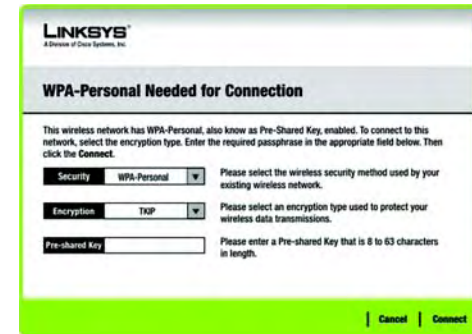 LINKSYS®
A Division of Cisco Systems, Inc.
WPA-Personal Needed for Connection
This wireless network has WPA-Personal, also know as Pre-Shared Key, enabled. To connect to this
network, select the encryption type. Enter the required passphrase in the appropriate field below. Then
click the Connect.
Security WPA-Personal Please select the wireless security method used by your
existing wireless network.
Encryption TKIP Please select an encryption type used to protect your
wireless data transmissions.
Pre-shared Key Please enter a Pre-shared Key that is 8 to 63 characters
in length.
Cancel Connect